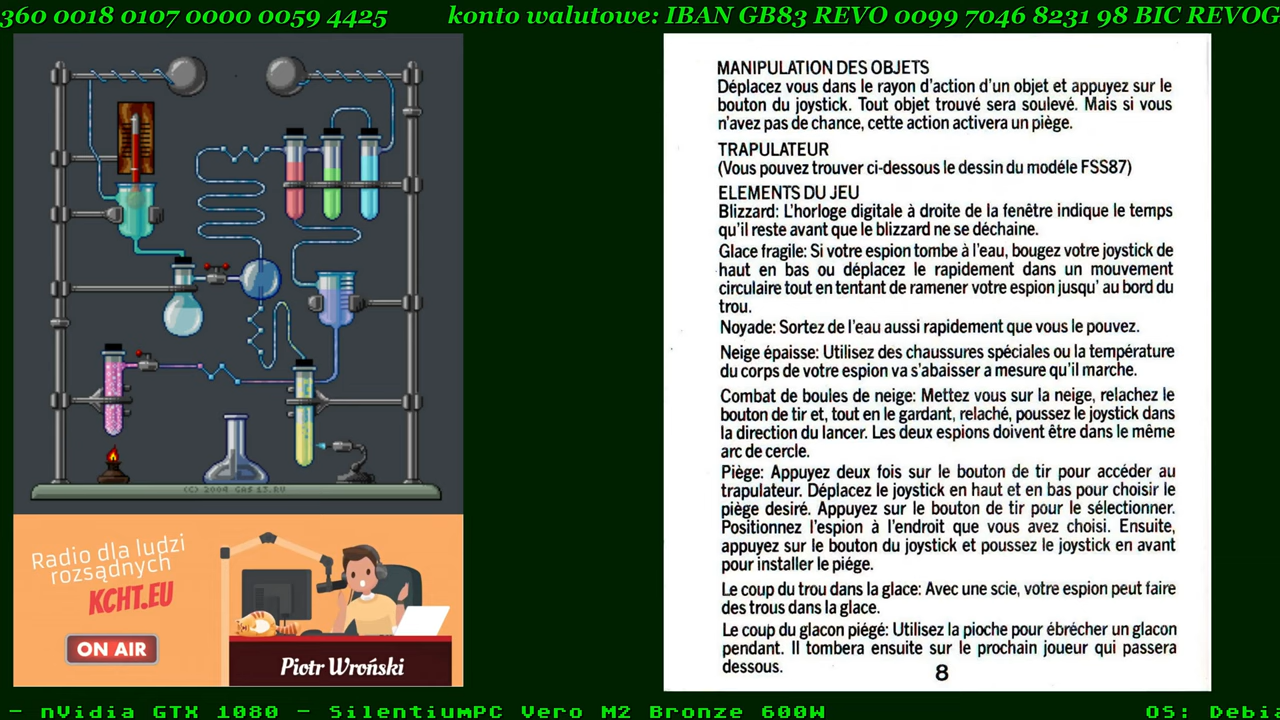 360 0018 0107 0000 0059 4425 konto walutowe: IBAN GB83 REVO 0099 7046 8231 98 BIC REVOG
(C) 2009 GAS 13.RU
Radio dla ludzi
rozsądnych
KCHT.EU
ON AIR
Piotr Wroński
MANIPULATION DES OBJETS
Déplacez vous dans le rayon d'action d'un objet et appuyez sur le
bouton du joystick. Tout objet trouvé sera soulevé. Mais si vous
n'avez pas de chance, cette action activera un piège.
TRAPULATEUR
(Vous pouvez trouver ci-dessous le dessin du modéle FSS87)
ELEMENTS DU JEU
Blizzard: L'horloge digitale à droite de la fenêtre indique le temps
qu'il reste avant que le blizzard ne se déchaine.
Glace fragile: Si votre espion tombe à l'eau, bougez votre joystick de
haut en bas ou déplacez le rapidement dans un mouvement
circulaire tout en tentant de ramener votre espion jusqu' au bord du
trou.
Noyade: Sortez de l'eau aussi rapidement que vous le pouvez.
Neige épaisse: Utilisez des chaussures spéciales ou la température
du corps de votre espion va s'abaisser a mesure qu'il marche.
Combat de boules de neige: Mettez vous sur la neige, relachez le
bouton de tir et, tout en le gardant, relaché, poussez le joystick dans
la direction du lancer. Les deux espions doivent être dans le même
arc de cercle.
Piège: Appuyez deux fois sur le bouton de tir pour accéder au
trapulateur. Déplacez le joystick en haut et en bas pour choisir le
piège desiré. Appuyez sur le bouton de tir pour le sélectionner.
Positionnez l'espion à l'endroit que vous avez choisi. Ensuite,
appuyez sur le bouton du joystick et poussez le joystick en avant
pour installer le piége.
Le coup du trou dans la glace: Avec une scie, votre espion peut faire
des trous dans la glace.
Le coup du glacon piégé: Utilisez la pioche pour ébrécher un glacon
pendant. Il tombera ensuite sur le prochain joueur qui passera
dessous.
8
– nVidia GTX 1080 – SilentiumPC Vero M2 Bronze 600W OS: Debia